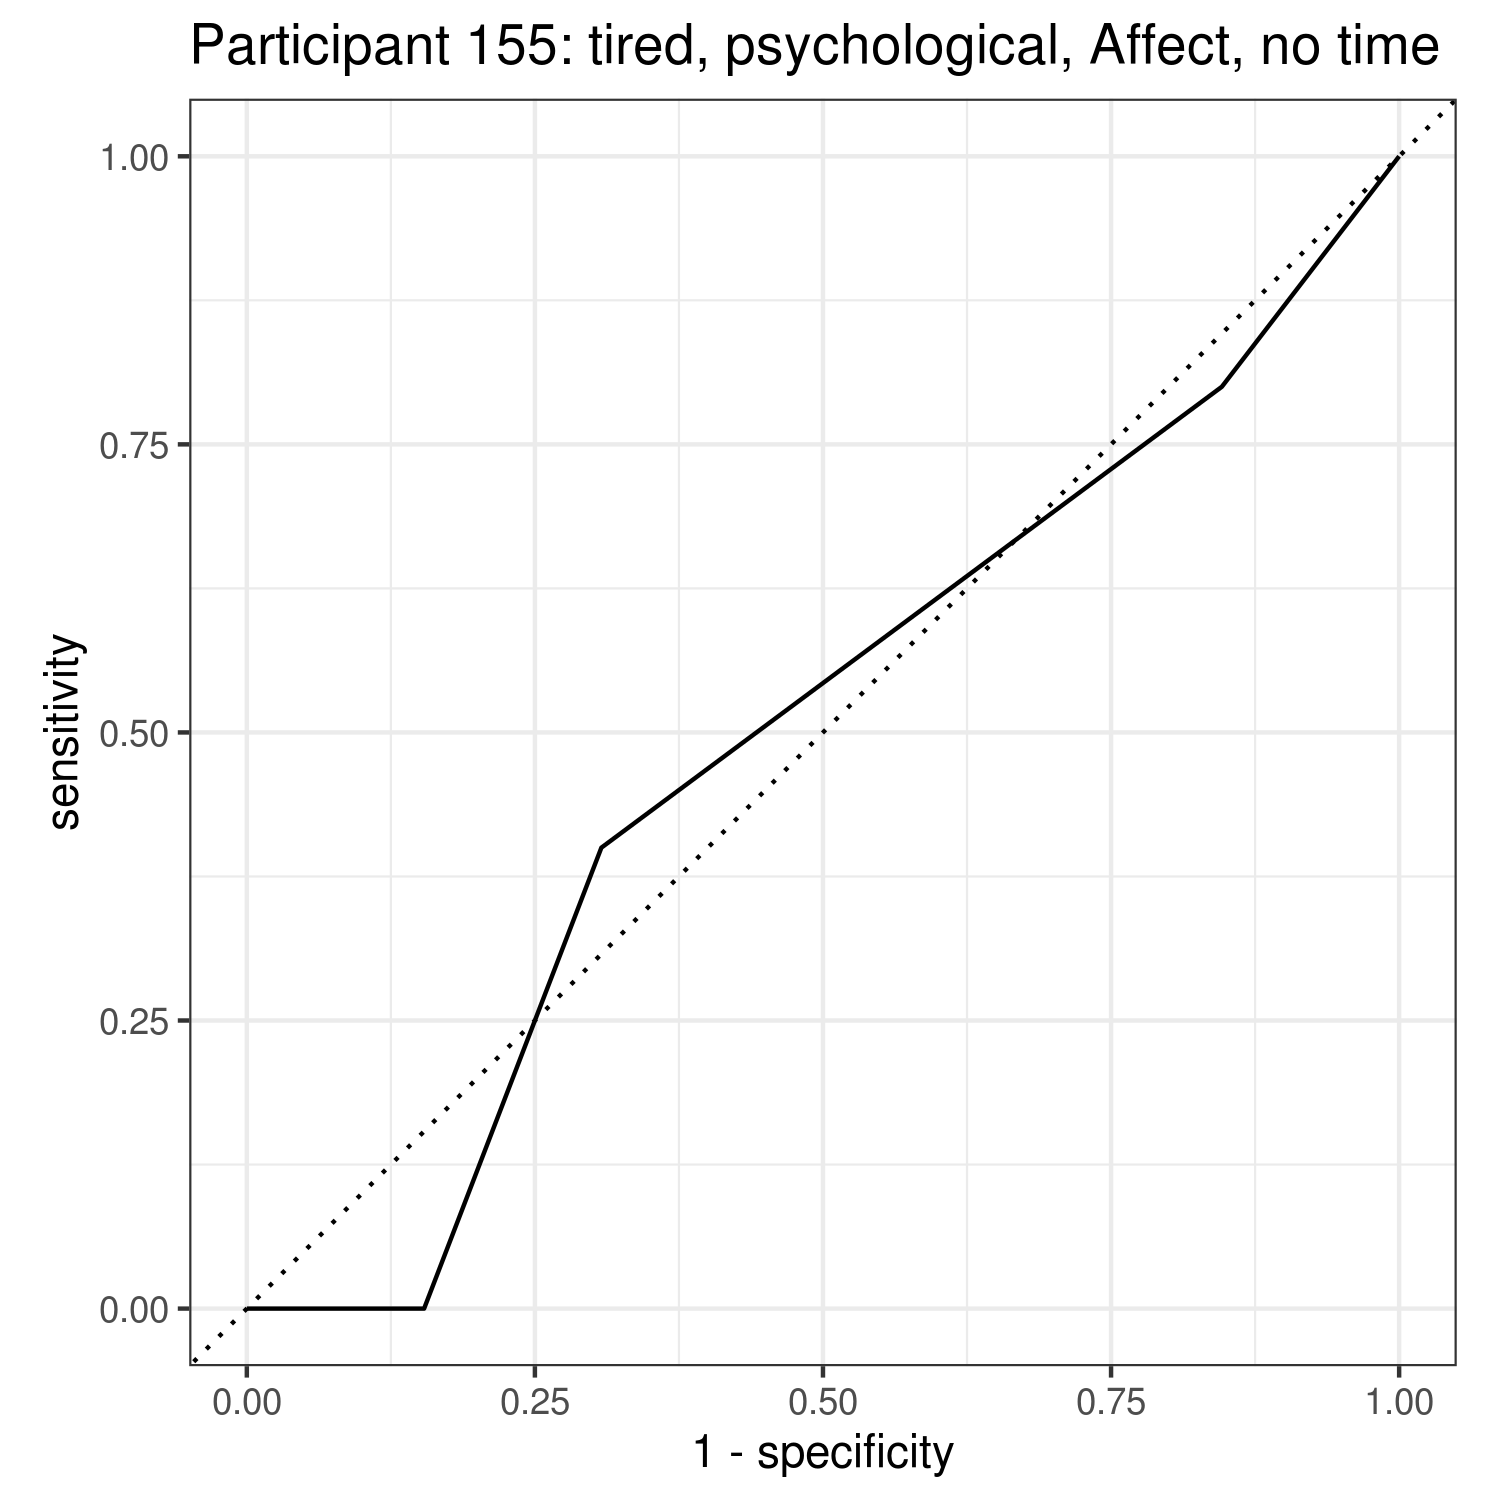 Participant 155: tired, psychological, Affect, no time
1.00
0.75
0.50
0.25
0.00
sensitivity
0.00 0.25 0.50 0.75 1.00
1 - specificity